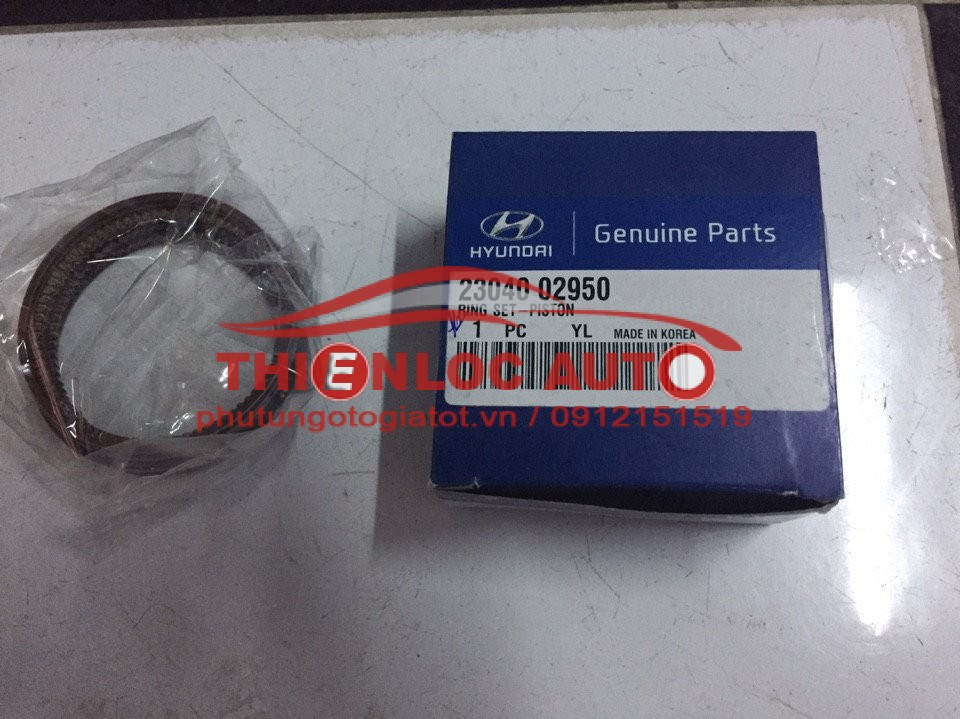 HYUNDAI
Genuine Parts
23040 02950
RING SET - PISTON
1 PC YL MADE IN KOREA
THIENLOC AUTO
phutungotogiatot.vn / 0912151519